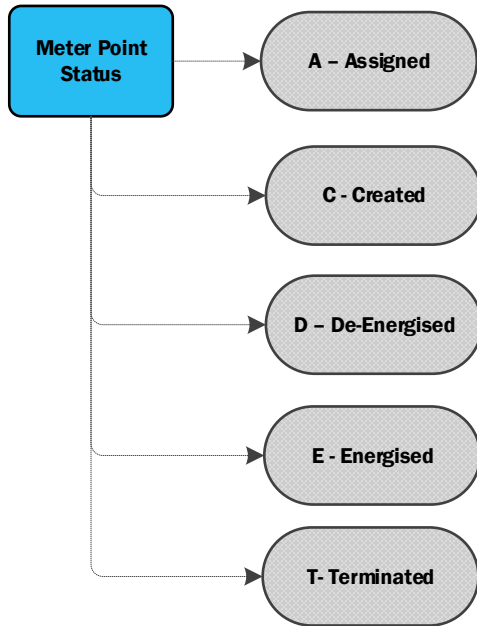 Meter Point
Status
A – Assigned
C - Created
D – De-Energised
E - Energised
T- Terminated